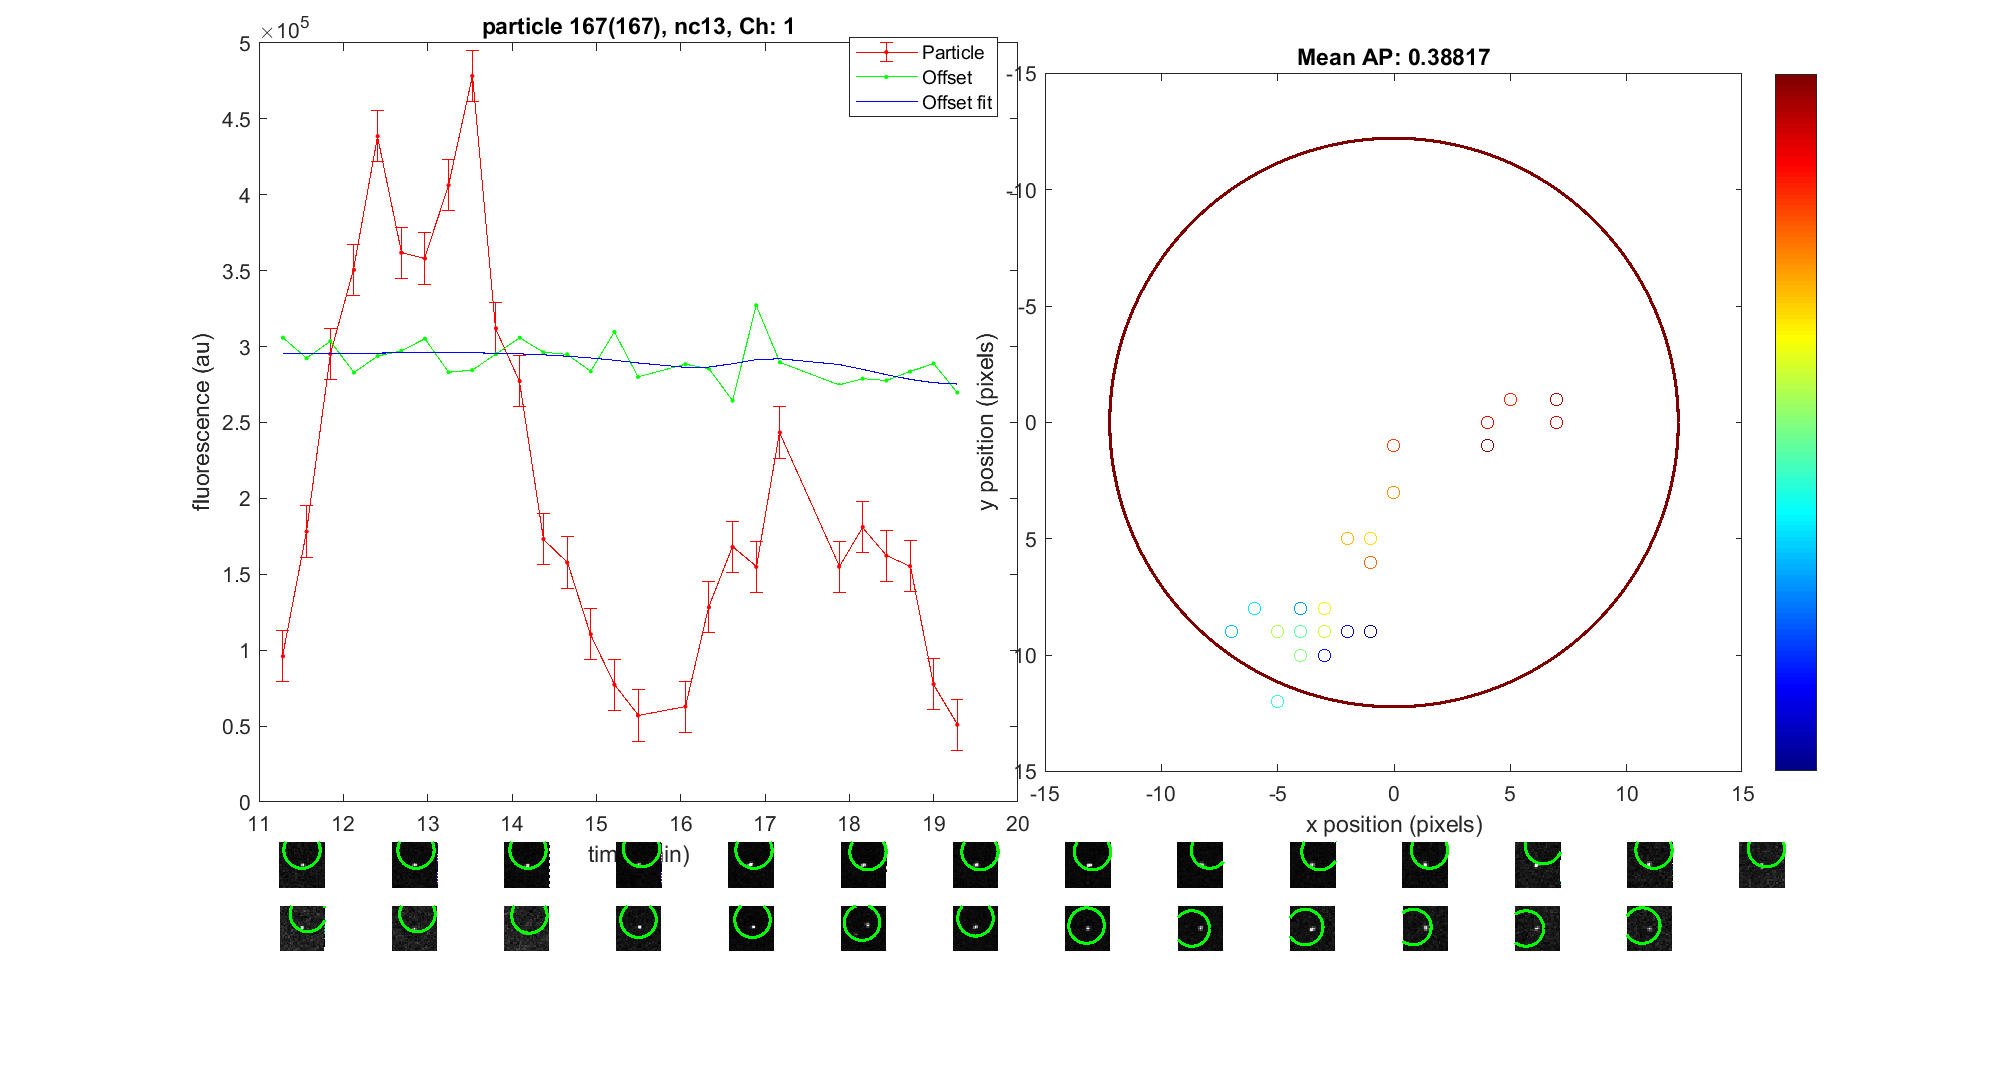 particle 167(167), nc13, Ch: 1
×10^5
5
4.5
4
3.5
3
2.5
2
1.5
1
0.5
0
fluorescence (au)
11 12 13 14 15 16 17 18 19 20
Particle
Offset
Offset fit
Mean AP: 0.38817
-15
-10
-5
0
5
10
15
y position (pixels)
-15 -10 -5 0 5 10 15
x position (pixels)